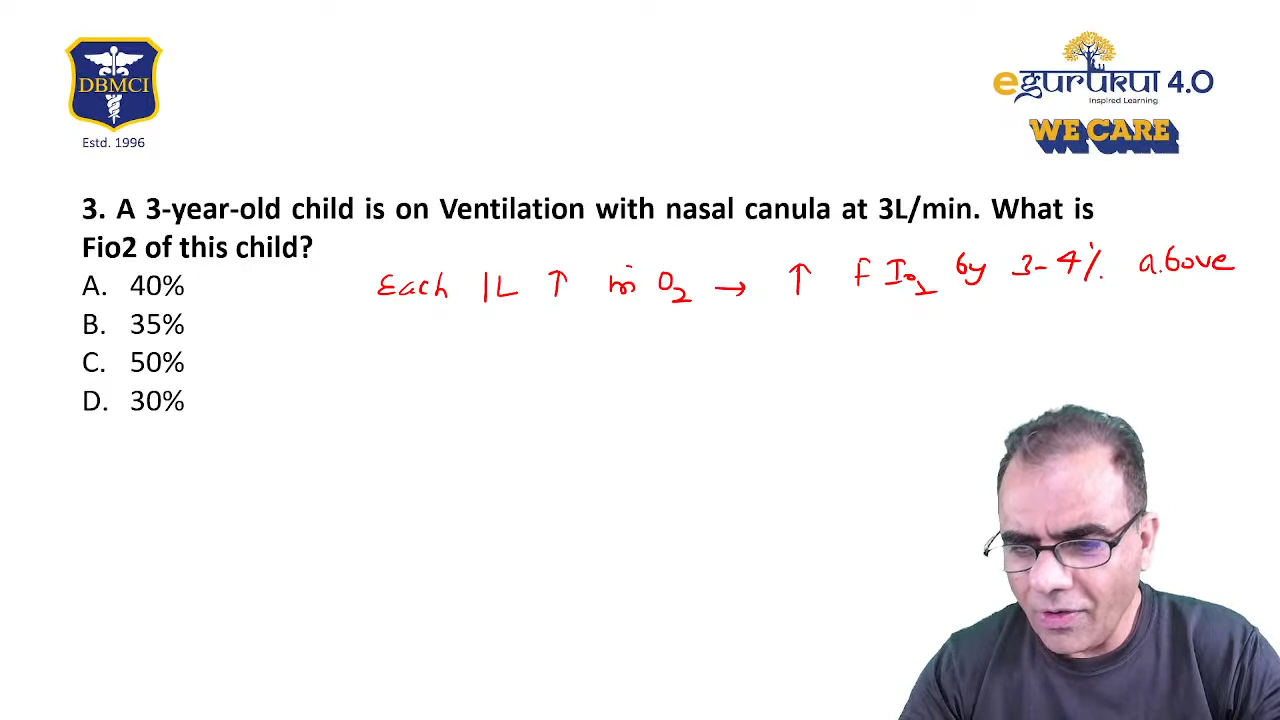 DBMCI
Estd. 1996
eGURUKUL 4.0
Inspired Learning
WE CARE
3. A 3-year-old child is on Ventilation with nasal canula at 3L/min. What is
Fio2 of this child?
A. 40%
B. 35%
C. 50%
D. 30%
Each 1L ↑ in O2 → ↑ FIO2 by 3-4% above